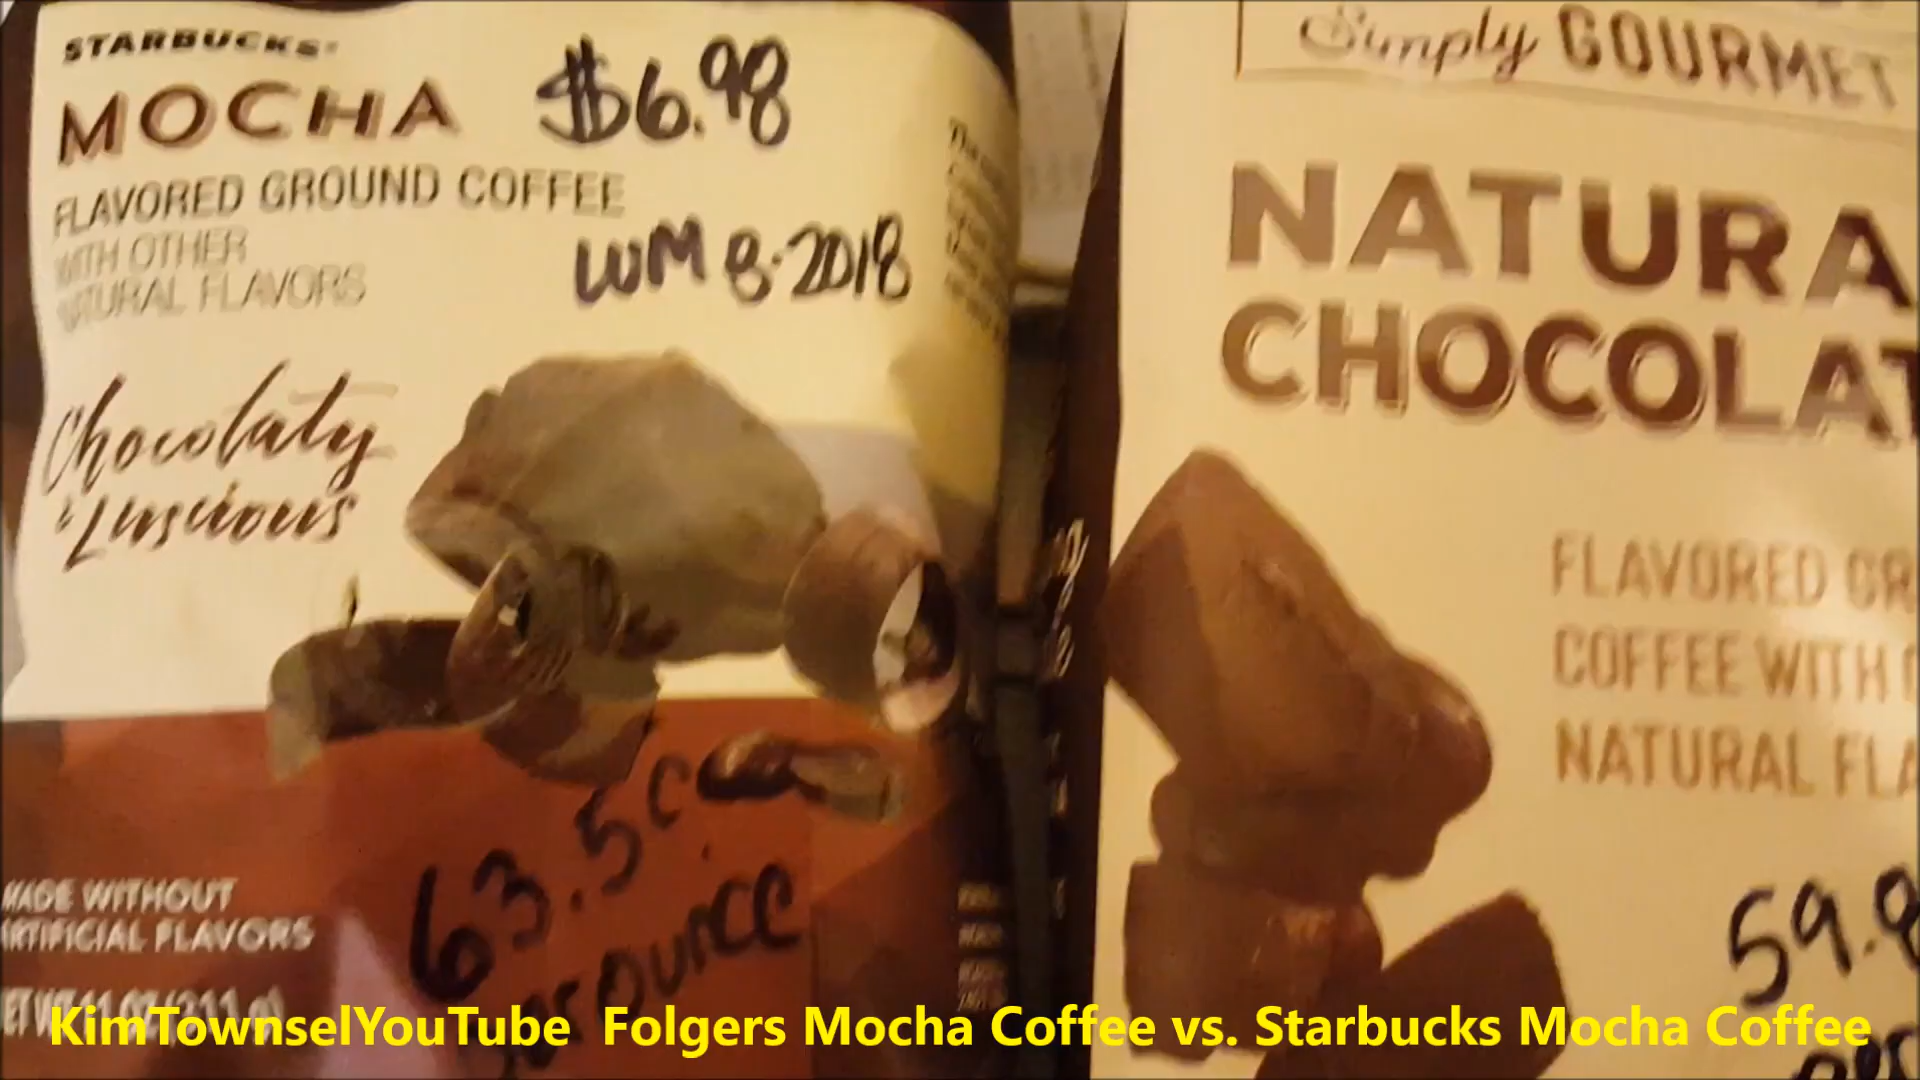 STARBUCKS
MOCHA
$6.98
FLAVORED GROUND COFFEE
WITH OTHER
NATURAL FLAVORS
WM 8-2018
Chocolaty
& Luscious
63.5c
per ounce
MADE WITHOUT
ARTIFICIAL FLAVORS
NET WT 11 OZ (311 g)
Simply GOURMET
NATURA
CHOCOLAT
FLAVORED GR
COFFEE WITH
NATURAL FLA
59.8
per
KimTownselYouTube Folgers Mocha Coffee vs. Starbucks Mocha Coffee